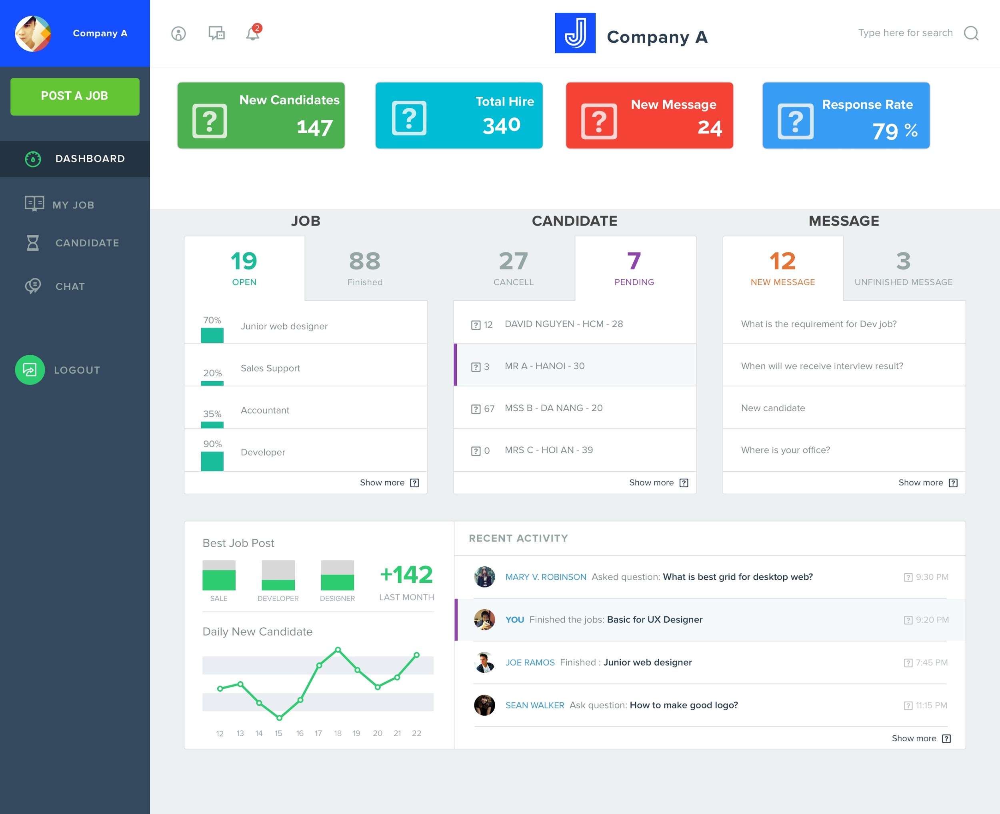 Company A
POST A JOB
DASHBOARD
MY JOB
CANDIDATE
CHAT
LOGOUT
2
J
Company A
Type here for search
New Candidates
? 147
Total Hire
? 340
New Message
? 24
Response Rate
? 79 %
JOB
19
OPEN
88
Finished
70% Junior web designer
20% Sales Support
35% Accountant
90% Developer
Show more ?
CANDIDATE
27
CANCELL
7
PENDING
? 12 DAVID NGUYEN - HCM - 28
? 3 MR A - HANOI - 30
? 67 MSS B - DA NANG - 20
? 0 MRS C - HOI AN - 39
Show more ?
MESSAGE
12
NEW MESSAGE
3
UNFINISHED MESSAGE
What is the requirement for Dev job?
When will we receive interview result?
New candidate
Where is your office?
Show more ?
Best Job Post
SALE DEVELOPER DESIGNER
+142
LAST MONTH
Daily New Candidate
12 13 14 15 16 17 18 19 20 21 22
RECENT ACTIVITY
MARY V. ROBINSON Asked question: What is best grid for desktop web? ? 9:30 PM
YOU Finished the jobs: Basic for UX Designer ? 9:20 PM
JOE RAMOS Finished : Junior web designer ? 7:45 PM
SEAN WALKER Ask question: How to make good logo? ? 11:15 PM
Show more ?